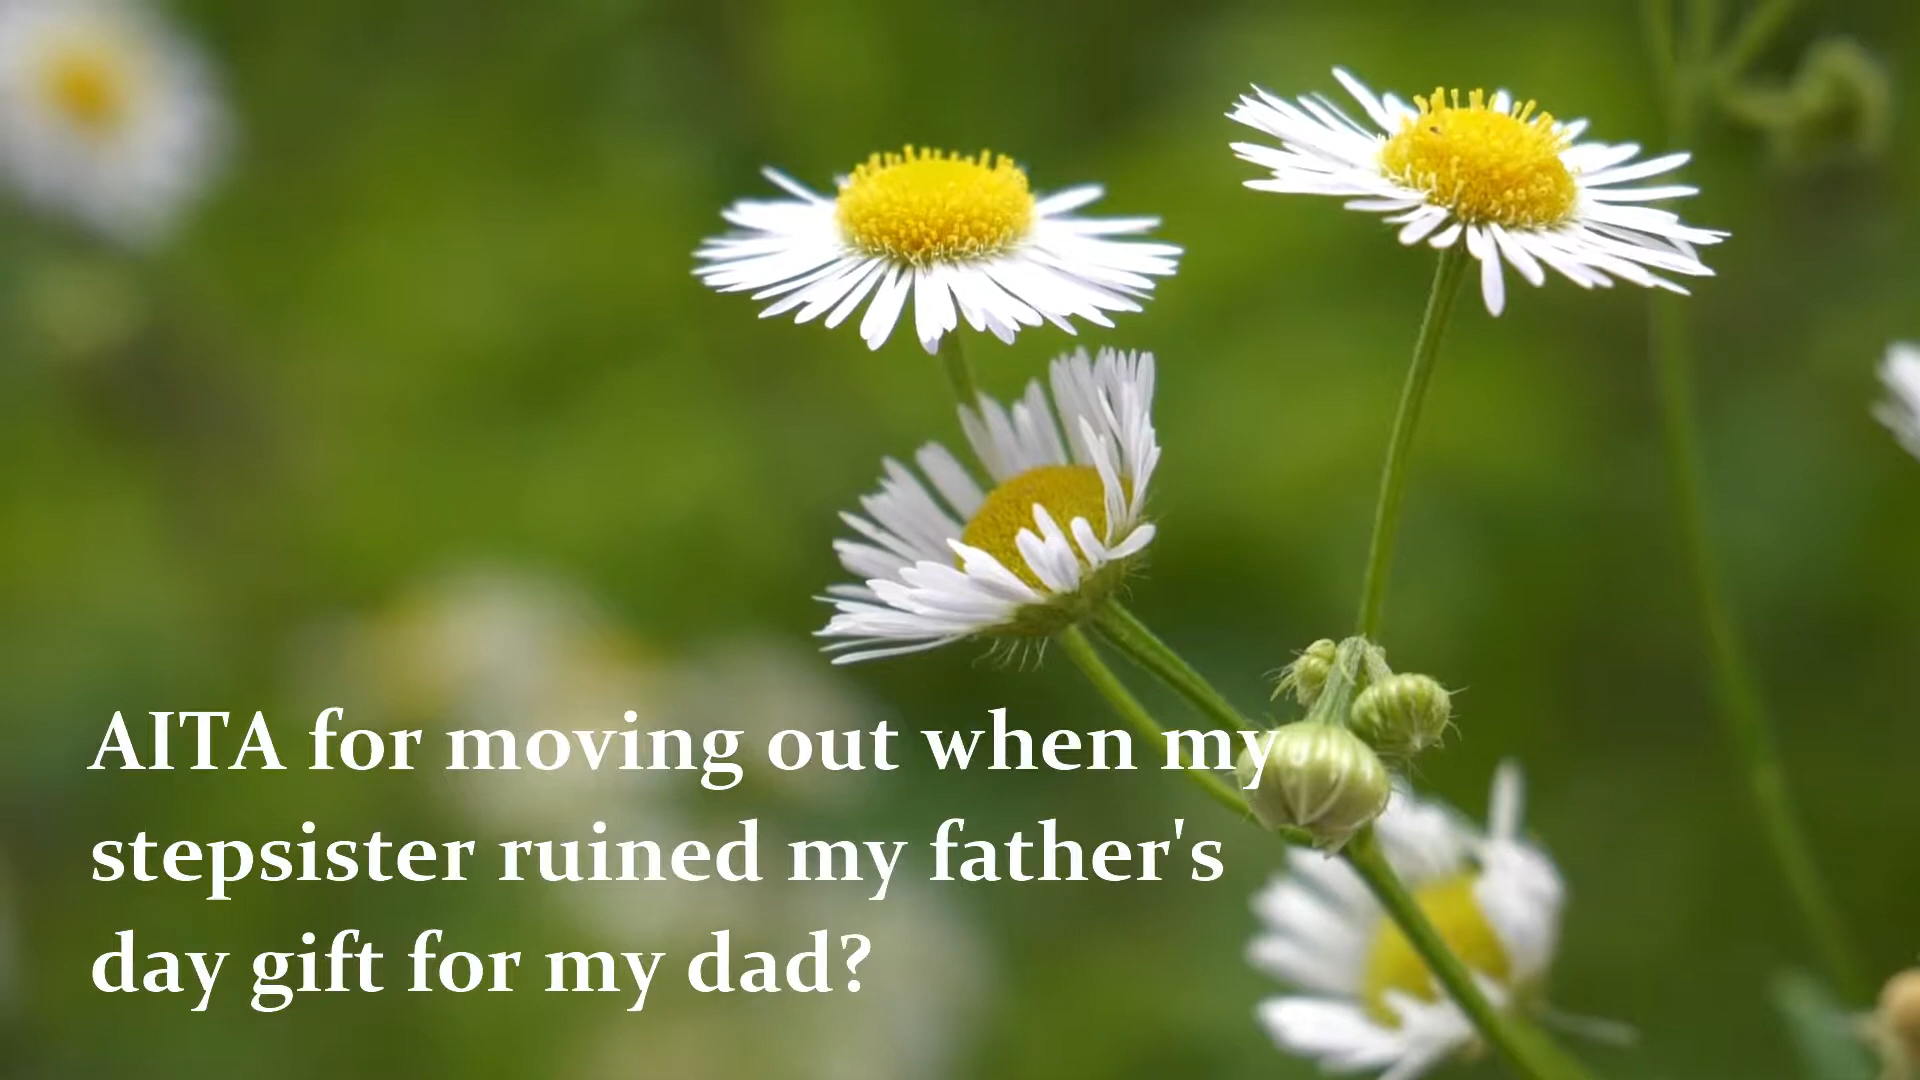 AITA for moving out when my
stepsister ruined my father's
day gift for my dad?